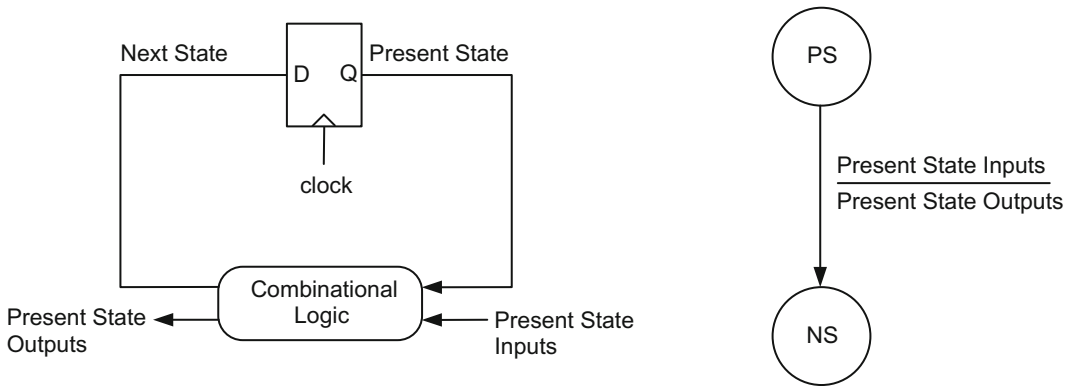 Next State
D
Q
Present State
clock
Combinational
Logic
Present State
Outputs
Present State
Inputs
PS
Present State Inputs
Present State Outputs
NS